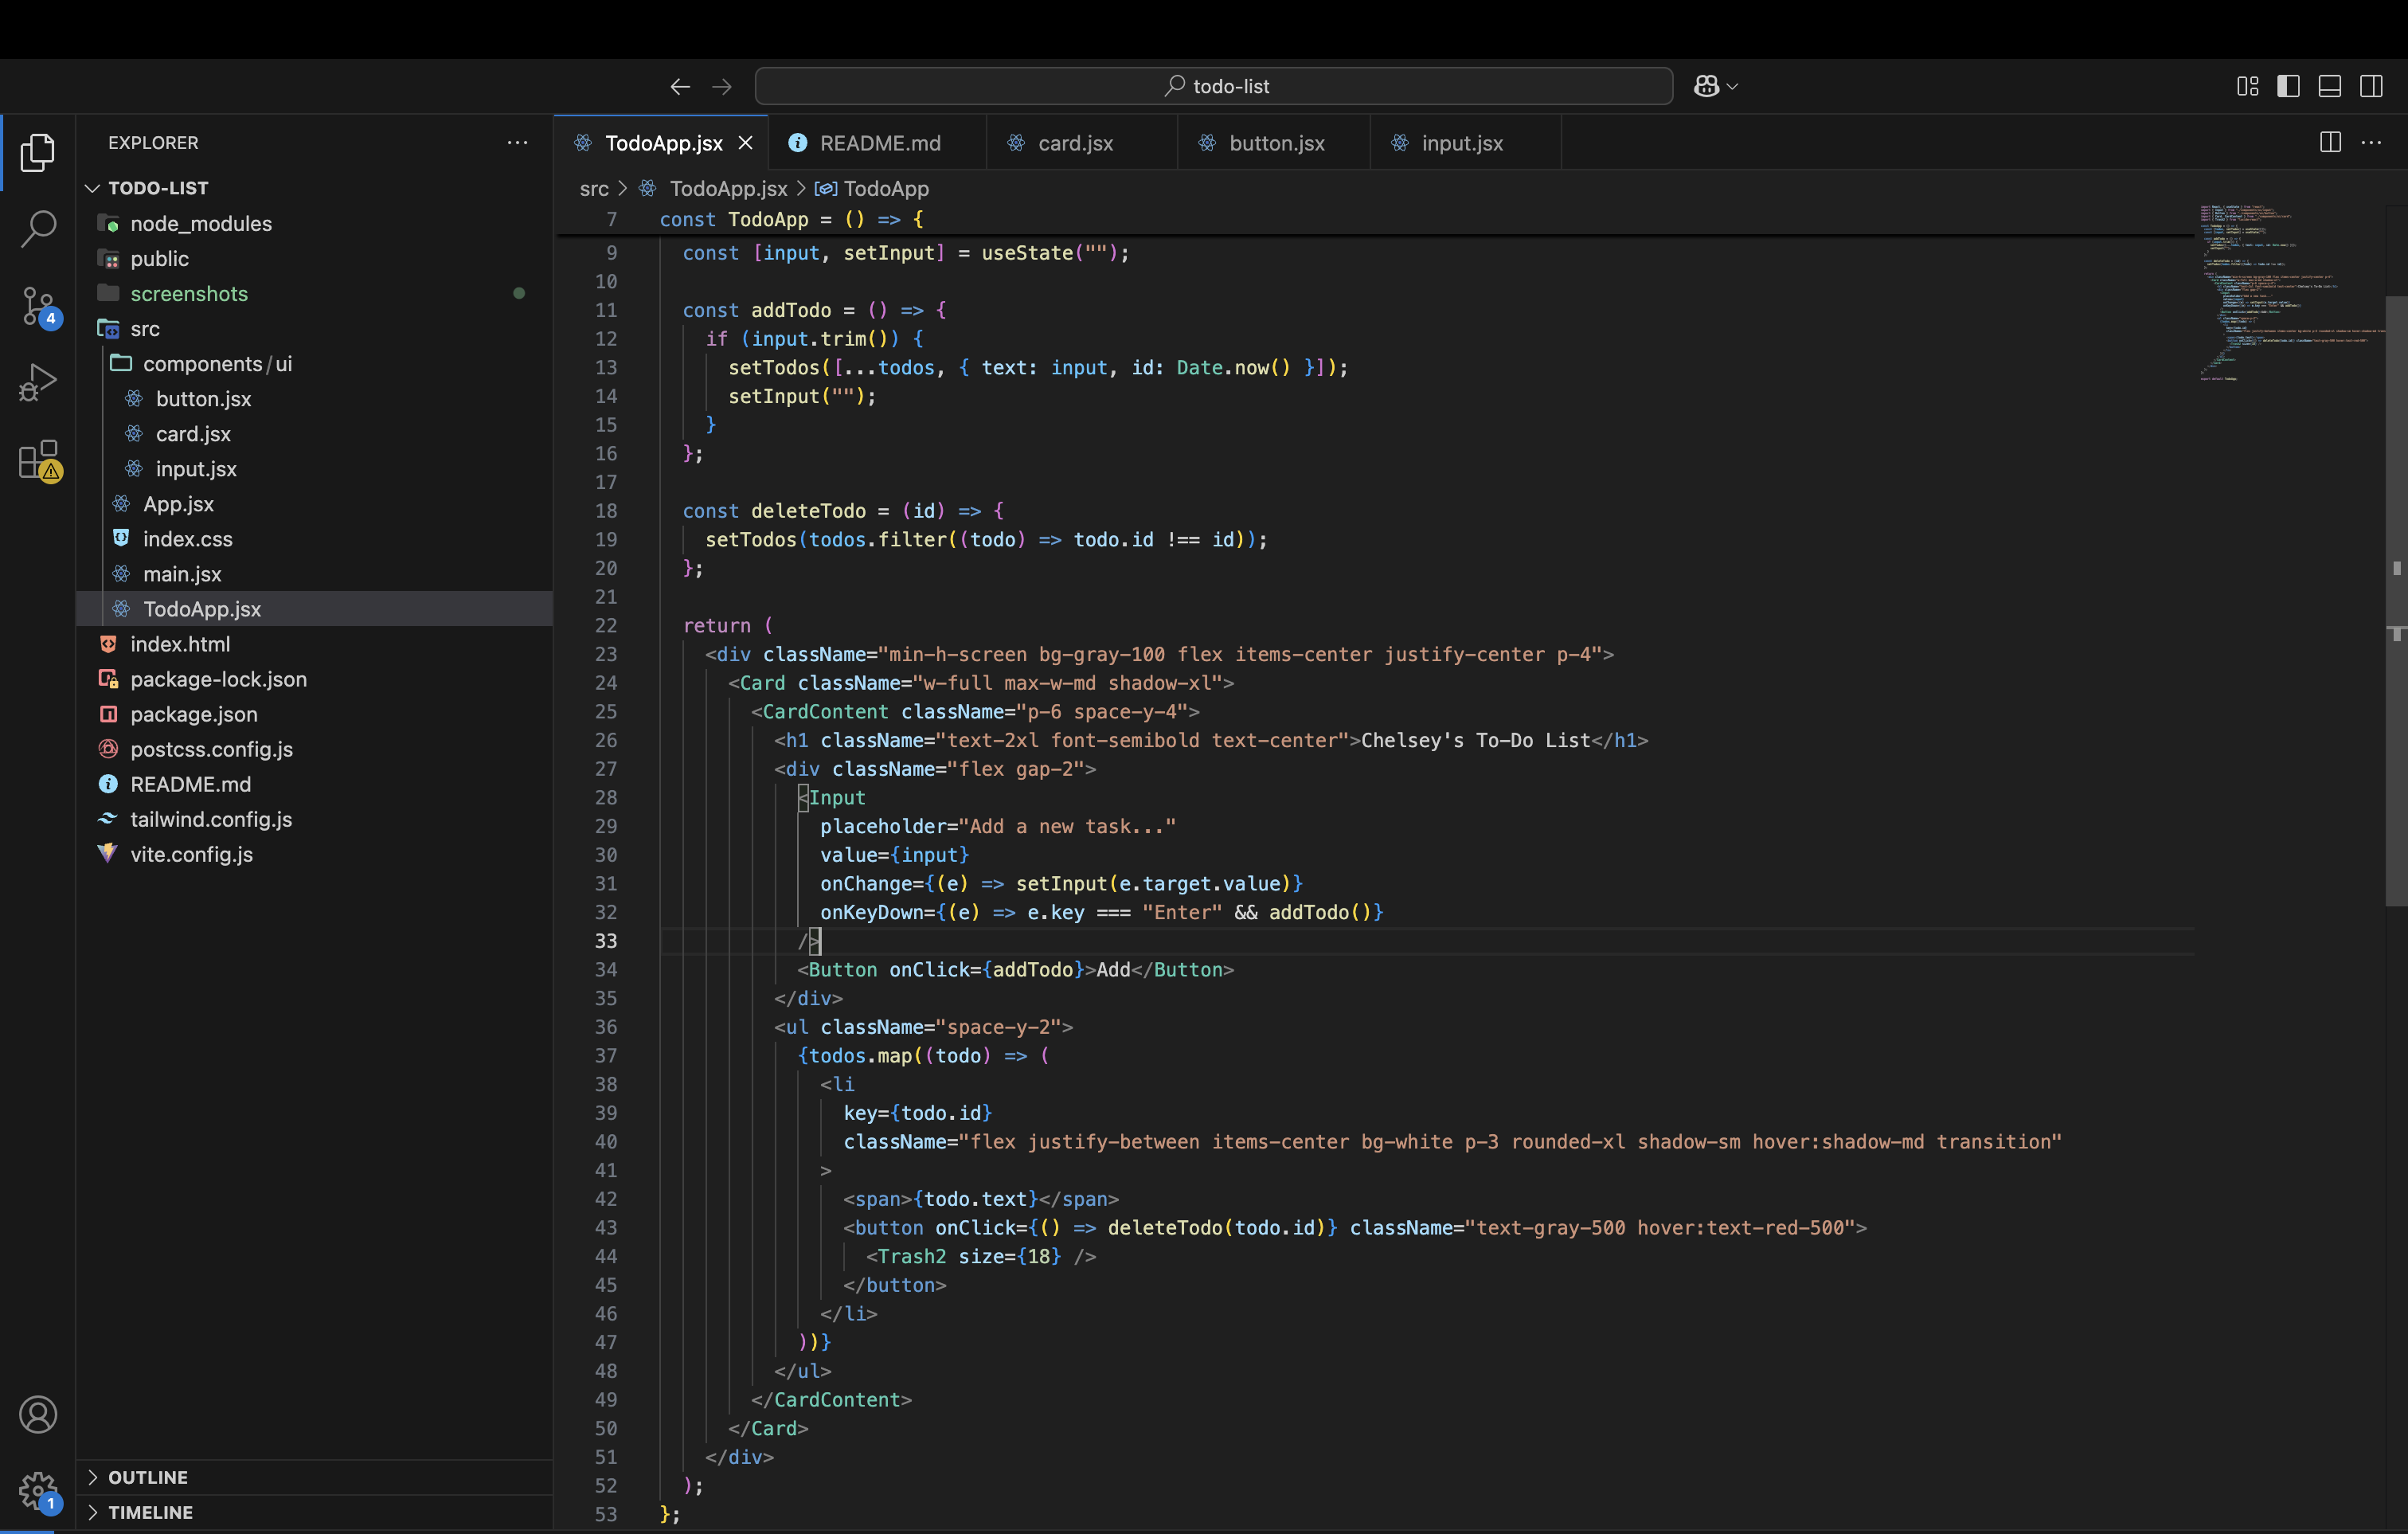 todo-list
EXPLORER
TODO-LIST
node_modules
public
screenshots
src
components/ui
button.jsx
card.jsx
input.jsx
App.jsx
index.css
main.jsx
TodoApp.jsx
index.html
package-lock.json
package.json
postcss.config.js
README.md
tailwind.config.js
vite.config.js
OUTLINE
TIMELINE
4
1
TodoApp.jsx README.md card.jsx button.jsx input.jsx
src > TodoApp.jsx > TodoApp
7 const TodoApp = () => {
9 const [input, setInput] = useState("");
10
11 const addTodo = () => {
12 if (input.trim()) {
13 setTodos([...todos, { text: input, id: Date.now() }]);
14 setInput("");
15 }
16 };
17
18 const deleteTodo = (id) => {
19 setTodos(todos.filter((todo) => todo.id !== id));
20 };
21
22 return (
23 <div className="min-h-screen bg-gray-100 flex items-center justify-center p-4">
24 <Card className="w-full max-w-md shadow-xl">
25 <CardContent className="p-6 space-y-4">
26 <h1 className="text-2xl font-semibold text-center">Chelsey's To-Do List</h1>
27 <div className="flex gap-2">
28 <Input
29 placeholder="Add a new task..."
30 value={input}
31 onChange={(e) => setInput(e.target.value)}
32 onKeyDown={(e) => e.key === "Enter" && addTodo()}
33 />
34 <Button onClick={addTodo}>Add</Button>
35 </div>
36 <ul className="space-y-2">
37 {todos.map((todo) => (
38 <li
39 key={todo.id}
40 className="flex justify-between items-center bg-white p-3 rounded-xl shadow-sm hover:shadow-md transition"
41 >
42 <span>{todo.text}</span>
43 <button onClick={() => deleteTodo(todo.id)} className="text-gray-500 hover:text-red-500">
44 <Trash2 size={18} />
45 </button>
46 </li>
47 ))}
48 </ul>
49 </CardContent>
50 </Card>
51 </div>
52 );
53 };